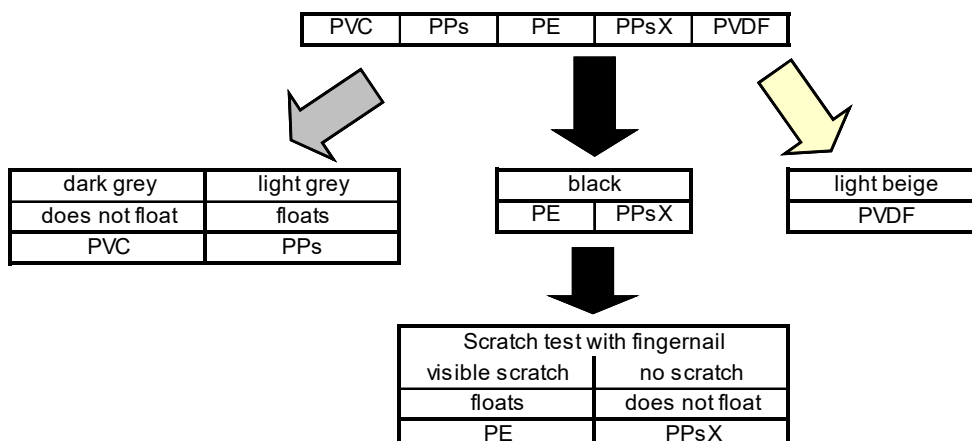 PVC PPs PE PPsX PVDF
dark grey light grey
does not float floats
PVC PPs
black
PE PPsX
light beige
PVDF
Scratch test with fingernail
visible scratch no scratch
floats does not float
PE PPsX